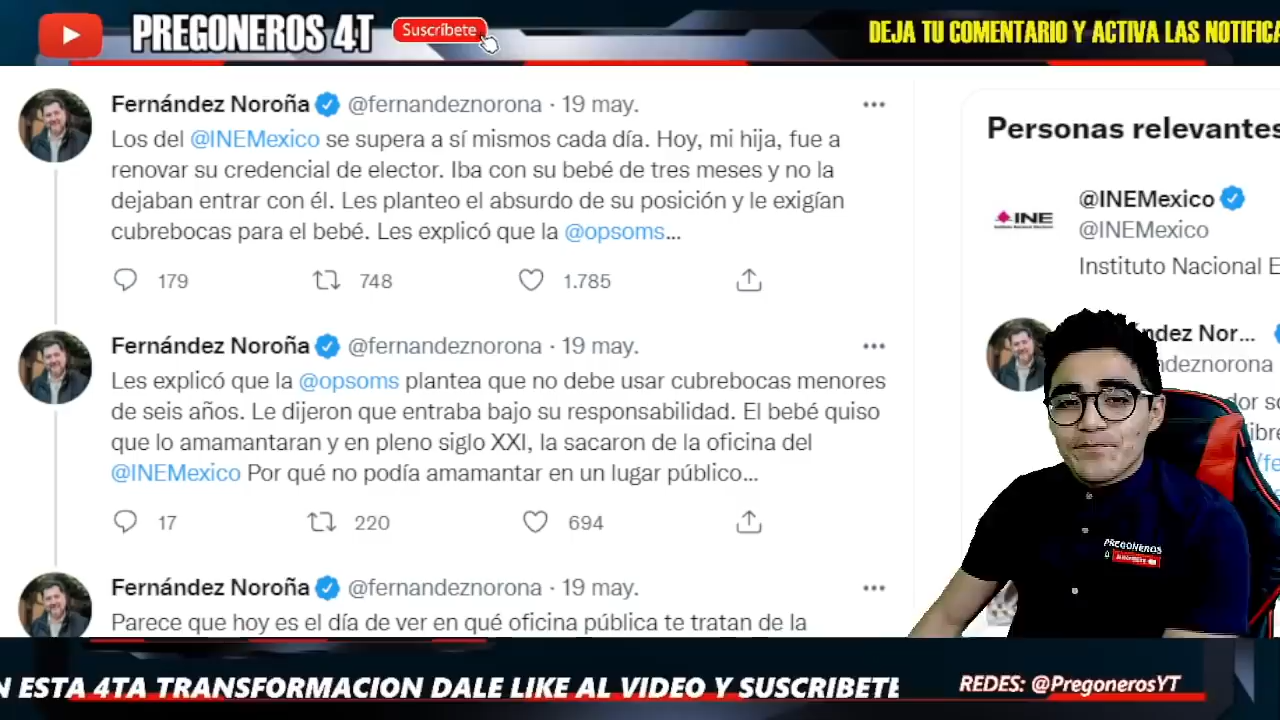 PREGONEROS 4T
Suscríbete
DEJA TU COMENTARIO Y ACTIVA LAS NOTIFICA
Fernández Noroña @fernandeznorona · 19 may.
Los del @INEMexico se supera a sí mismos cada día. Hoy, mi hija, fue a
renovar su credencial de elector. Iba con su bebé de tres meses y no la
dejaban entrar con él. Les planteo el absurdo de su posición y le exigían
cubrebocas para el bebé. Les explicó que la @opsoms...
179 748 1.785
Fernández Noroña @fernandeznorona · 19 may.
Les explicó que la @opsoms plantea que no debe usar cubrebocas menores
de seis años. Le dijeron que entraba bajo su responsabilidad. El bebé quiso
que lo amamantaran y en pleno siglo XXI, la sacaron de la oficina del
@INEMexico Por qué no podía amamantar en un lugar público...
17 220 694
Fernández Noroña @fernandeznorona · 19 may.
Parece que hoy es el día de ver en qué oficina pública te tratan de la
Personas relevantes
INE
@INEMexico
@INEMexico
Instituto Nacional E
ndez Nor...
deznorona
PREGONEROS
N ESTA 4TA TRANSFORMACION DALE LIKE AL VIDEO Y SUSCRIBETE
REDES: @PregonerosYT